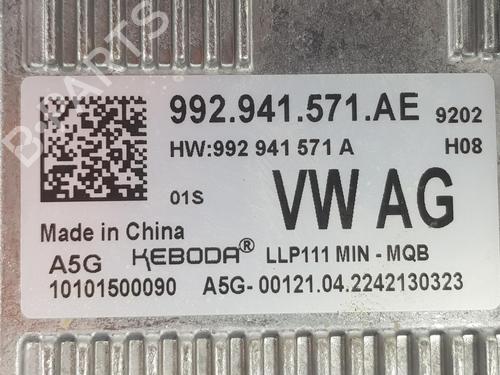 992.941.571.AE 9202
HW:992 941 571 A H08
01S VW AG
Made in China
A5G KEBODA® LLP111 MIN - MQB
10101500090 A5G- 00121.04.2242130323
B-PARTS